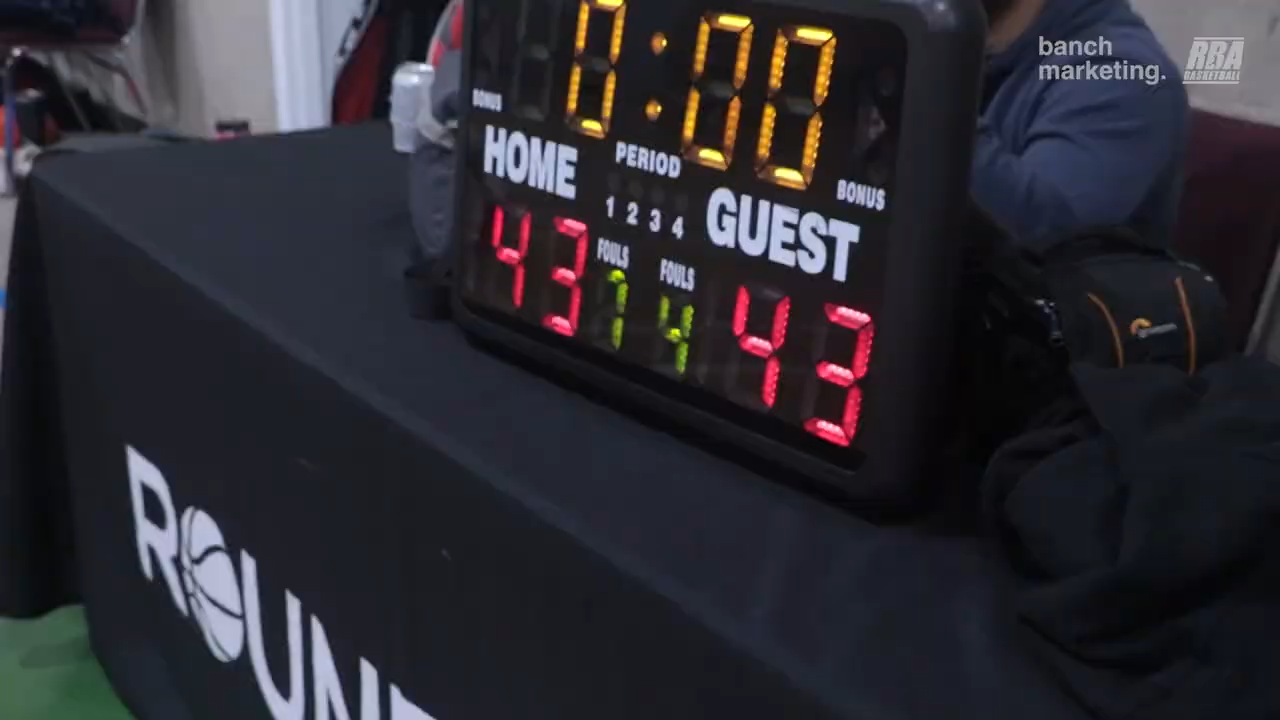 banch
marketing.
RBA
BASKETBALL
0:00
BONUS
HOME
PERIOD
BONUS
1 2 3 4
GUEST
43
FOULS
FOULS
7
4
43
ROUN